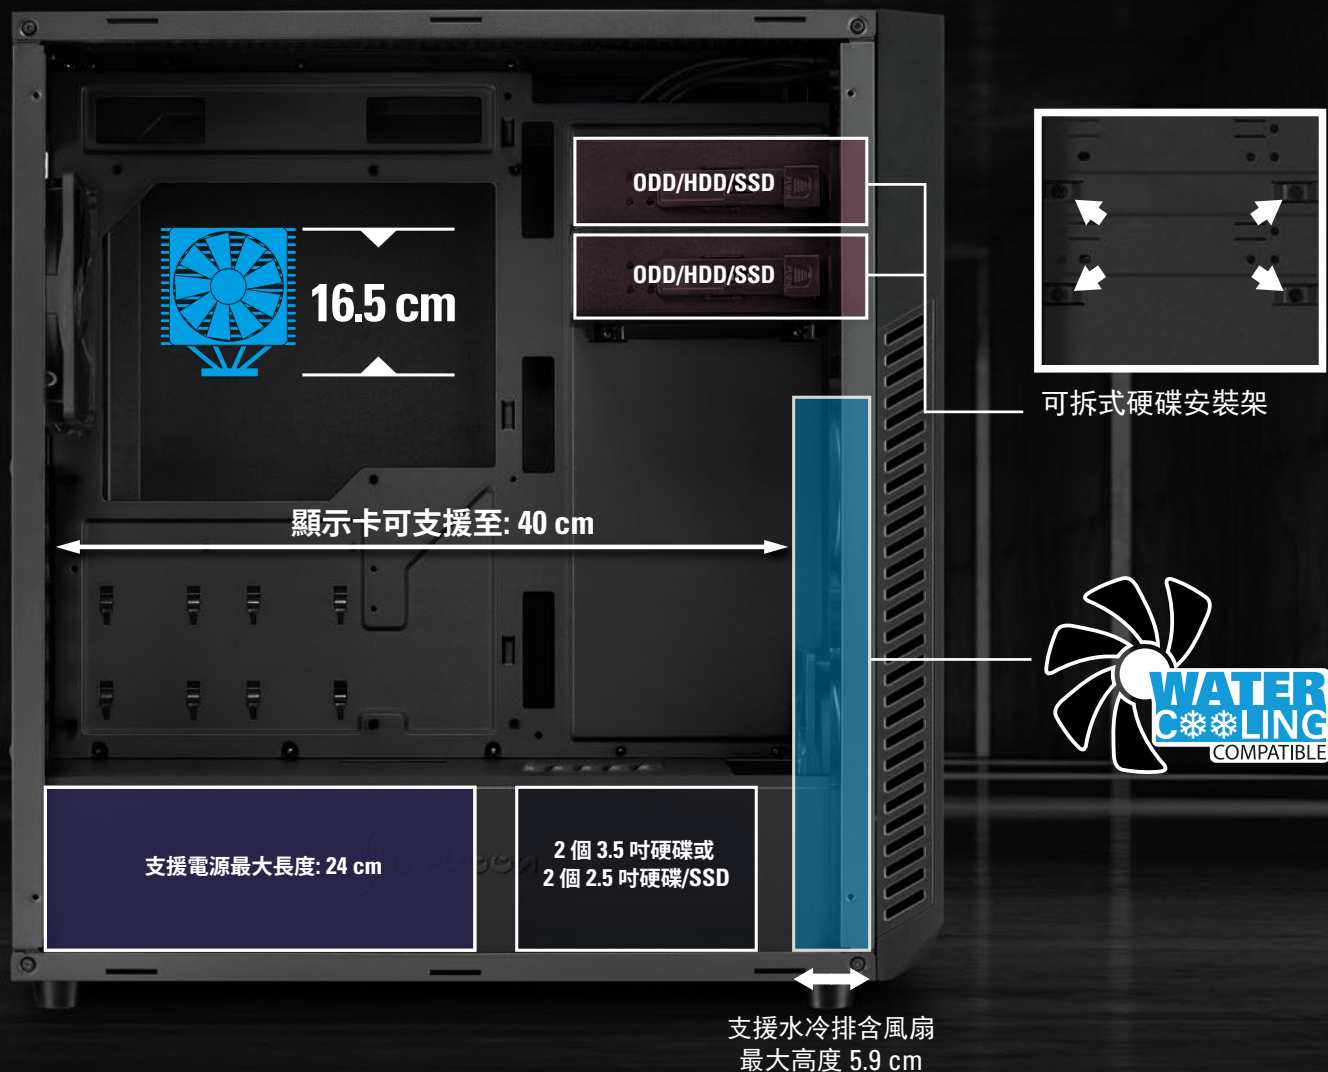 ODD/HDD/SSD
ODD/HDD/SSD
16.5 cm
可拆式硬碟安裝架
顯示卡可支援至: 40 cm
WATER
COOLING
COMPATIBLE
支援電源最大長度: 24 cm
2 個 3.5 吋硬碟或
2 個 2.5 吋硬碟/SSD
支援水冷排含風扇
最大高度 5.9 cm